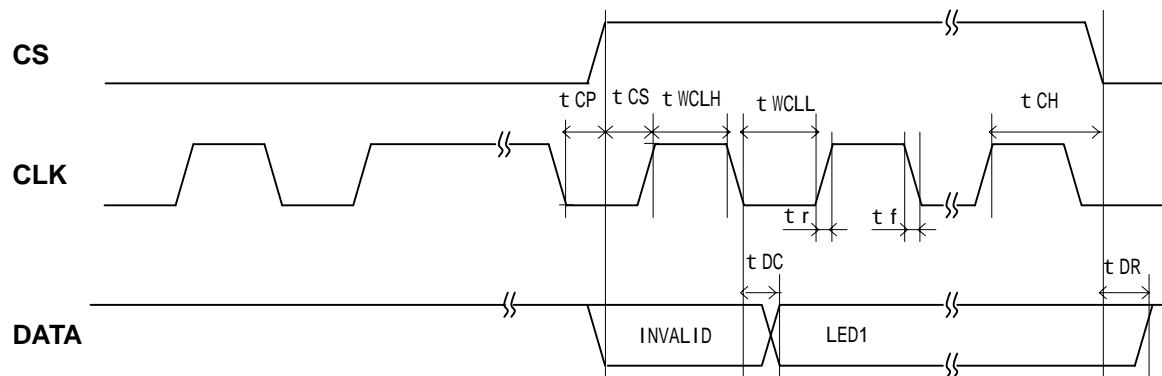 CS
t CP
t CS
t WCLH
t WCLL
t CH
CLK
t r
t f
t DC
t DR
DATA
INVALID
LED1